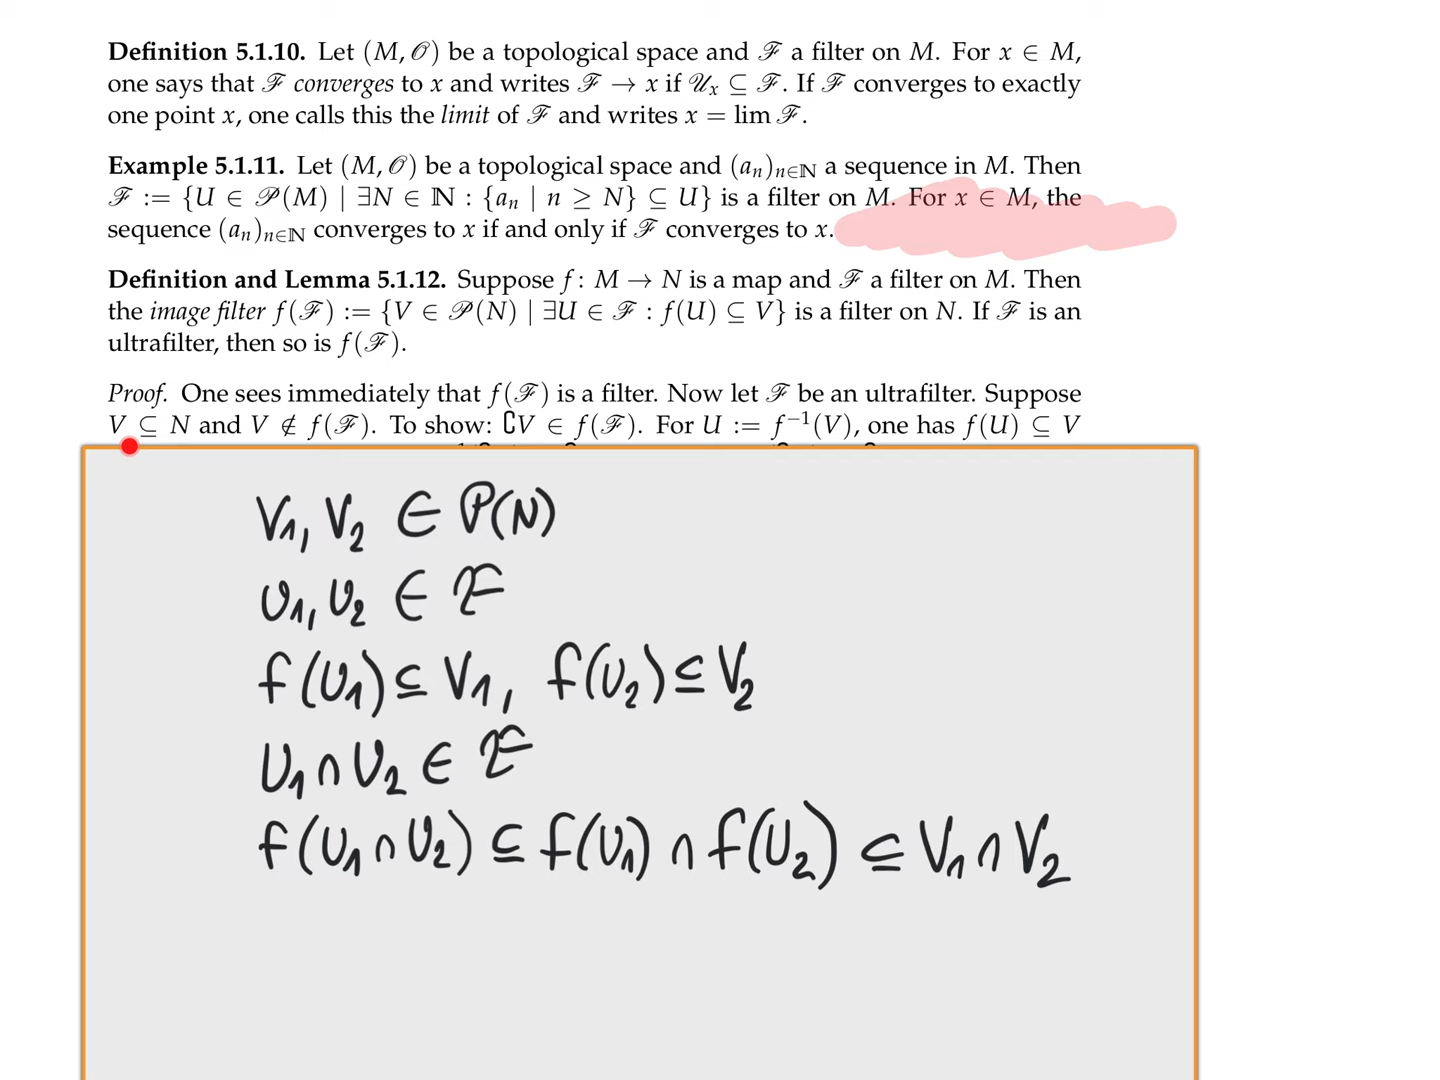 Definition 5.1.10. Let (M, 𝒪) be a topological space and ℱ a filter on M. For x ∈ M,
one says that ℱ converges to x and writes ℱ → x if 𝒰ₓ ⊆ ℱ. If ℱ converges to exactly
one point x, one calls this the limit of ℱ and writes x = lim ℱ.
Example 5.1.11. Let (M, 𝒪) be a topological space and (aₙ)ₙ∈ℕ a sequence in M. Then
ℱ := {U ∈ 𝒫(M) | ∃N ∈ ℕ : {aₙ | n ≥ N} ⊆ U} is a filter on M. For x ∈ M, the
sequence (aₙ)ₙ∈ℕ converges to x if and only if ℱ converges to x.
Definition and Lemma 5.1.12. Suppose f : M → N is a map and ℱ a filter on M. Then
the image filter f(ℱ) := {V ∈ 𝒫(N) | ∃U ∈ ℱ : f(U) ⊆ V} is a filter on N. If ℱ is an
ultrafilter, then so is f(ℱ).
Proof. One sees immediately that f(ℱ) is a filter. Now let ℱ be an ultrafilter. Suppose
V ⊆ N and V ∉ f(ℱ). To show: ∁V ∈ f(ℱ). For U := f⁻¹(V), one has f(U) ⊆ V
V₁, V₂ ∈ 𝒫(N)
U₁, U₂ ∈ ℱ
f(U₁) ⊆ V₁, f(U₂) ⊆ V₂
U₁ ∩ U₂ ∈ ℱ
f(U₁ ∩ U₂) ⊆ f(U₁) ∩ f(U₂) ⊆ V₁ ∩ V₂